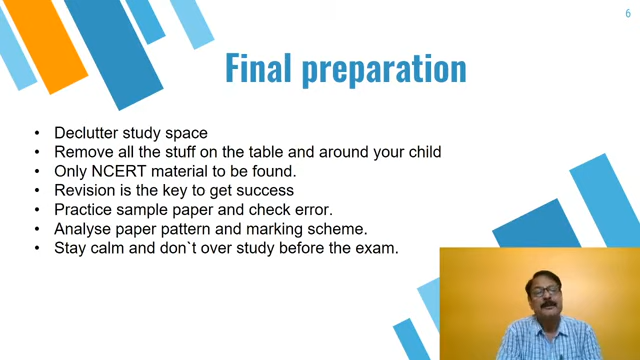 6
Final preparation
• Declutter study space
• Remove all the stuff on the table and around your child
• Only NCERT material to be found.
• Revision is the key to get success
• Practice sample paper and check error.
• Analyse paper pattern and marking scheme.
• Stay calm and don`t over study before the exam.